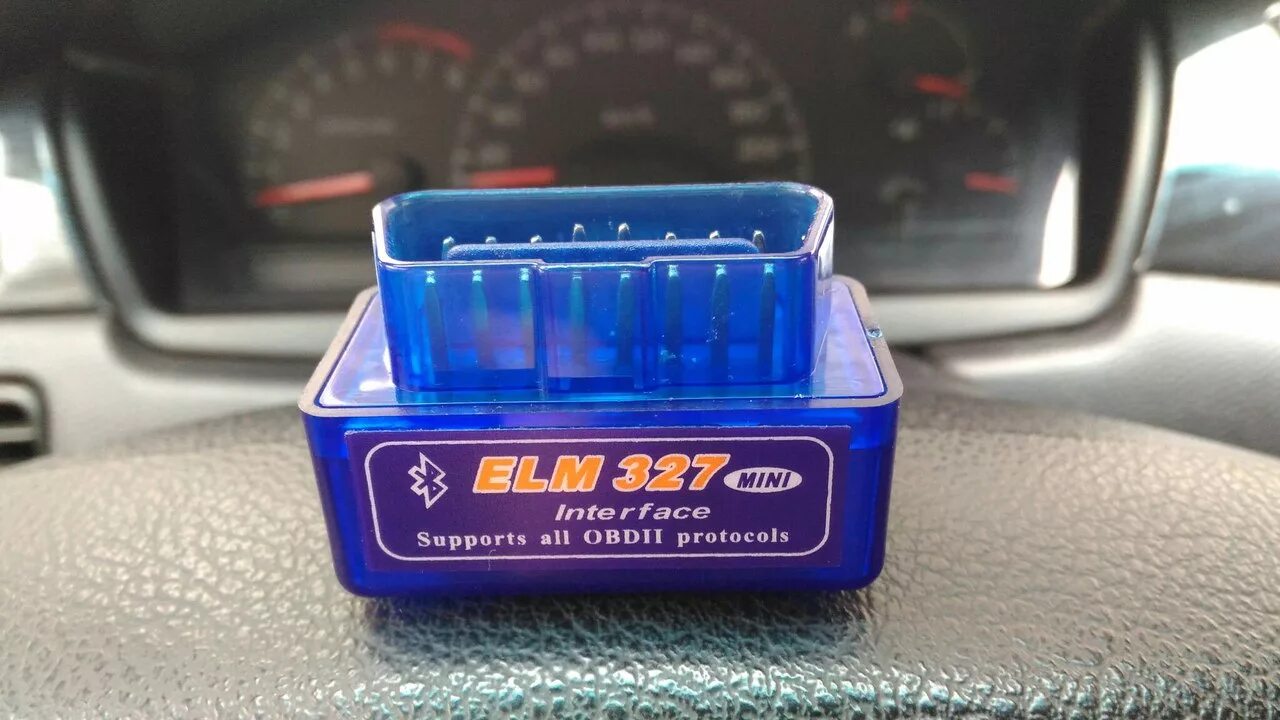 ELM 327 MINI
Interface
Supports all OBDII protocols